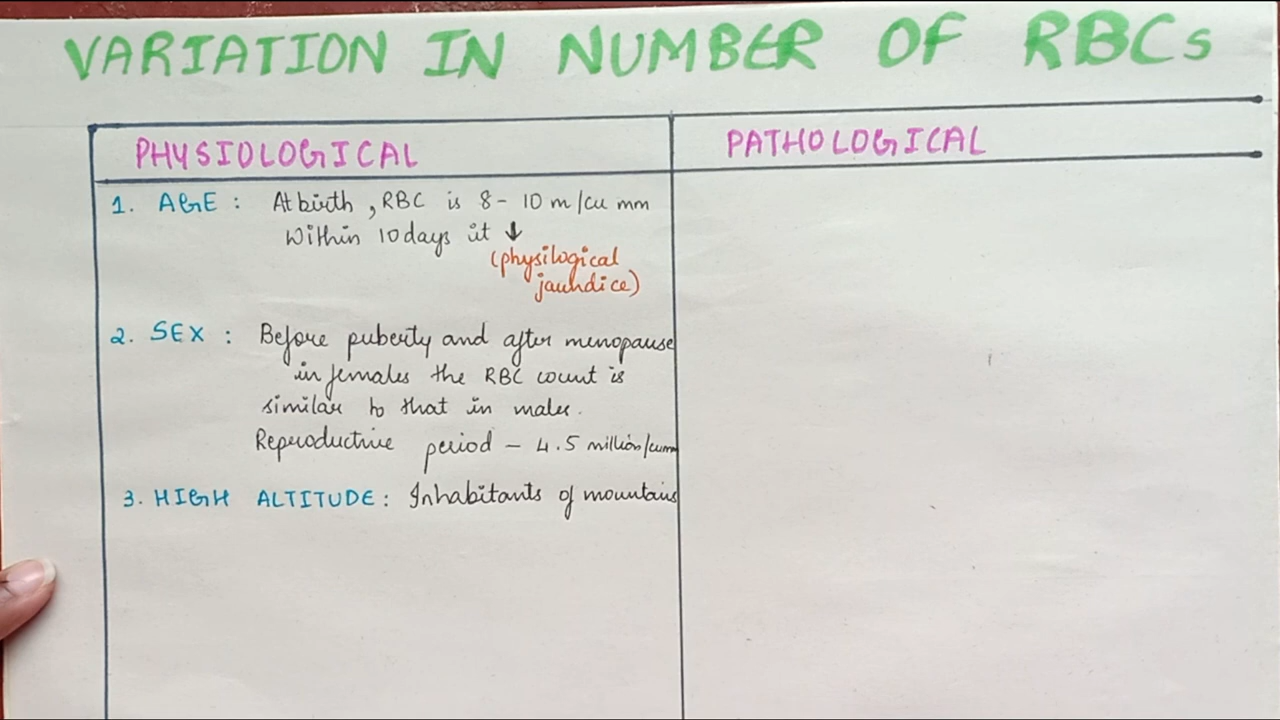 VARIATION IN NUMBER OF RBCs
PHYSIOLOGICAL
PATHOLOGICAL
1. AGE : At birth , RBC is 8 - 10 m/cu mm
Within 10 days it ↓
(physilogical
jaundice)
2. SEX : Before puberty and after menopause
in females the RBC count is
similar to that in males.
Reproductive period - 4.5 million/cumm
3. HIGH ALTITUDE : Inhabitants of mountains